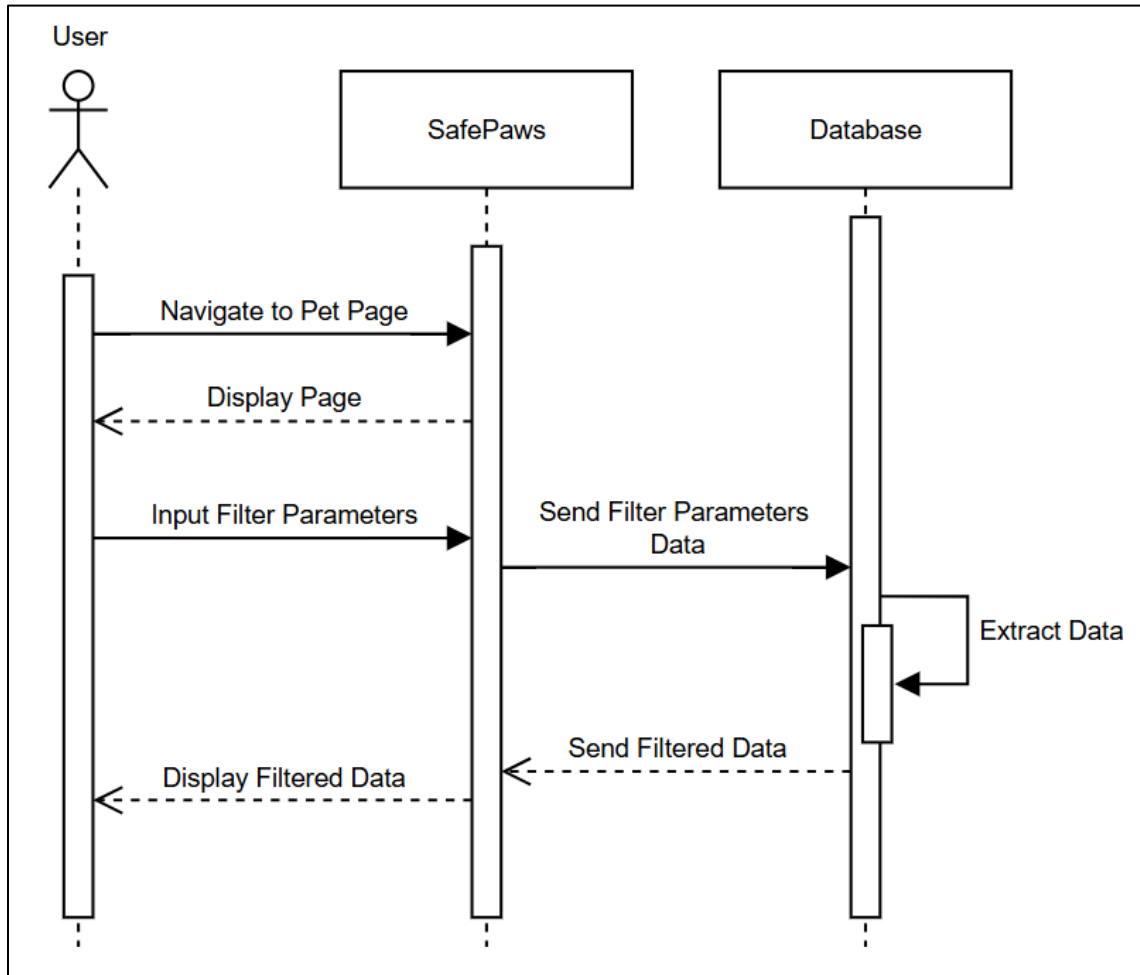 User
SafePaws
Database
Navigate to Pet Page
Display Page
Input Filter Parameters
Send Filter Parameters
Data
Extract Data
Send Filtered Data
Display Filtered Data